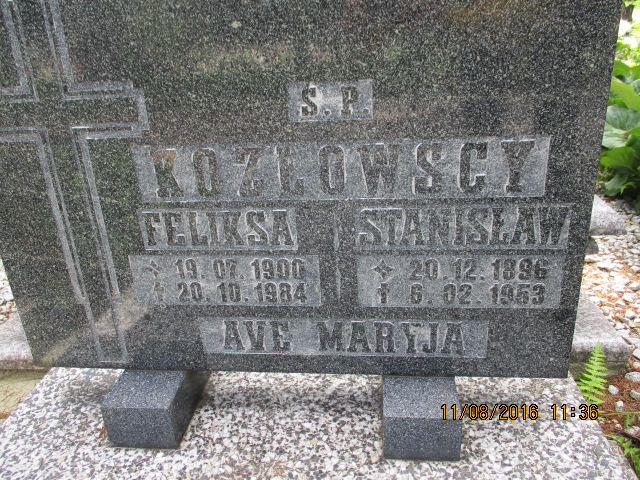 Ś. P.
KOZŁOWSCY
FELIKSA STANISŁAW
19.07.1900 20.12.1896
20.10.1984 6.02.1953
AVE MARYJA
11/08/2016 11:36